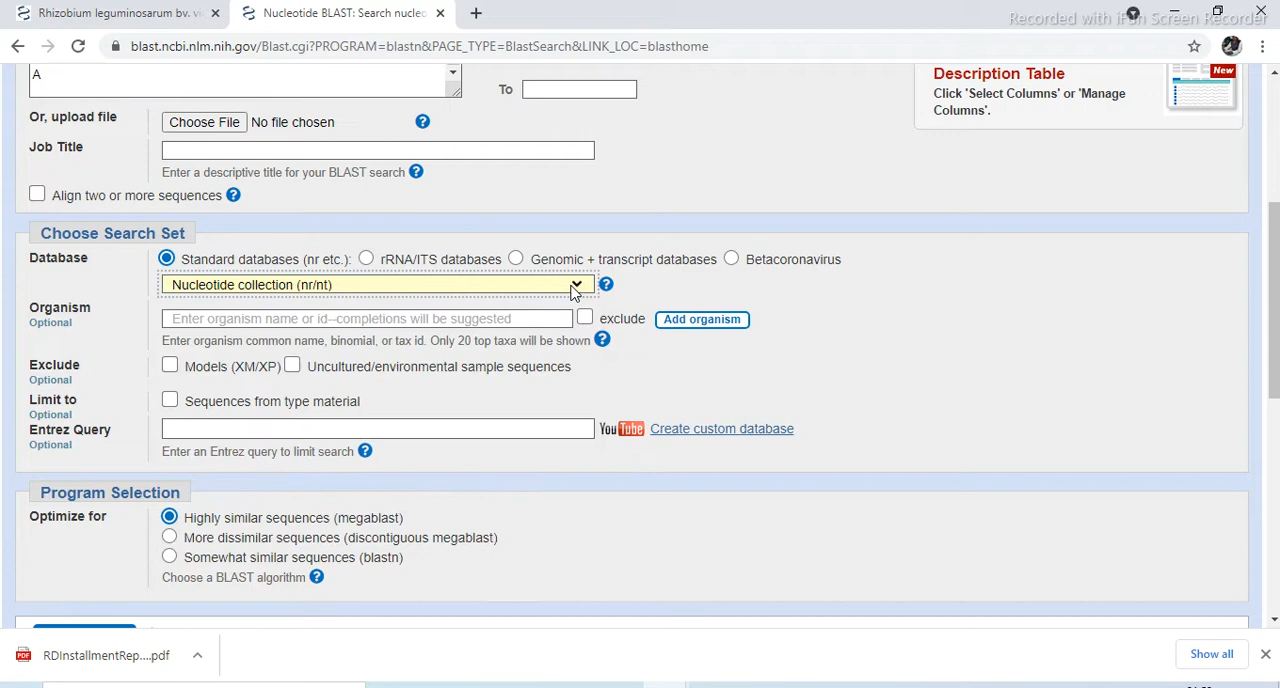 Rhizobium leguminosarum bv. vi
Nucleotide BLAST: Search nucleo
Recorded with iFun Screen Recorder
blast.ncbi.nlm.nih.gov/Blast.cgi?PROGRAM=blastn&PAGE_TYPE=BlastSearch&LINK_LOC=blasthome
A
To
Description Table
New
Click 'Select Columns' or 'Manage
Columns'.
Or, upload file
Choose File No file chosen
Job Title
Enter a descriptive title for your BLAST search
Align two or more sequences
Choose Search Set
Database
Standard databases (nr etc.): rRNA/ITS databases Genomic + transcript databases Betacoronavirus
Nucleotide collection (nr/nt)
Organism
Optional
Enter organism name or id--completions will be suggested exclude Add organism
Enter organism common name, binomial, or tax id. Only 20 top taxa will be shown
Exclude
Optional
Models (XM/XP) Uncultured/environmental sample sequences
Limit to
Optional
Sequences from type material
Entrez Query
Optional
YouTube Create custom database
Enter an Entrez query to limit search
Program Selection
Optimize for
Highly similar sequences (megablast)
More dissimilar sequences (discontiguous megablast)
Somewhat similar sequences (blastn)
Choose a BLAST algorithm
PDF
RDInstallmentRep....pdf
Show all